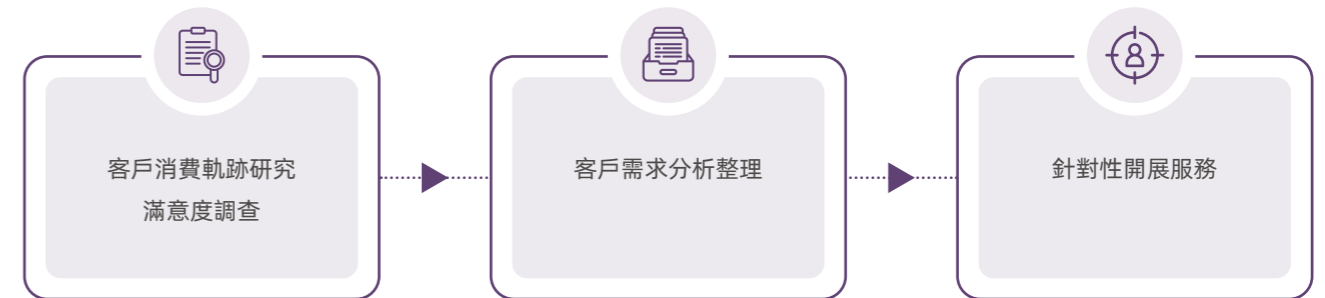 客戶消費軌跡研究
滿意度調查
客戶需求分析整理
針對性開展服務